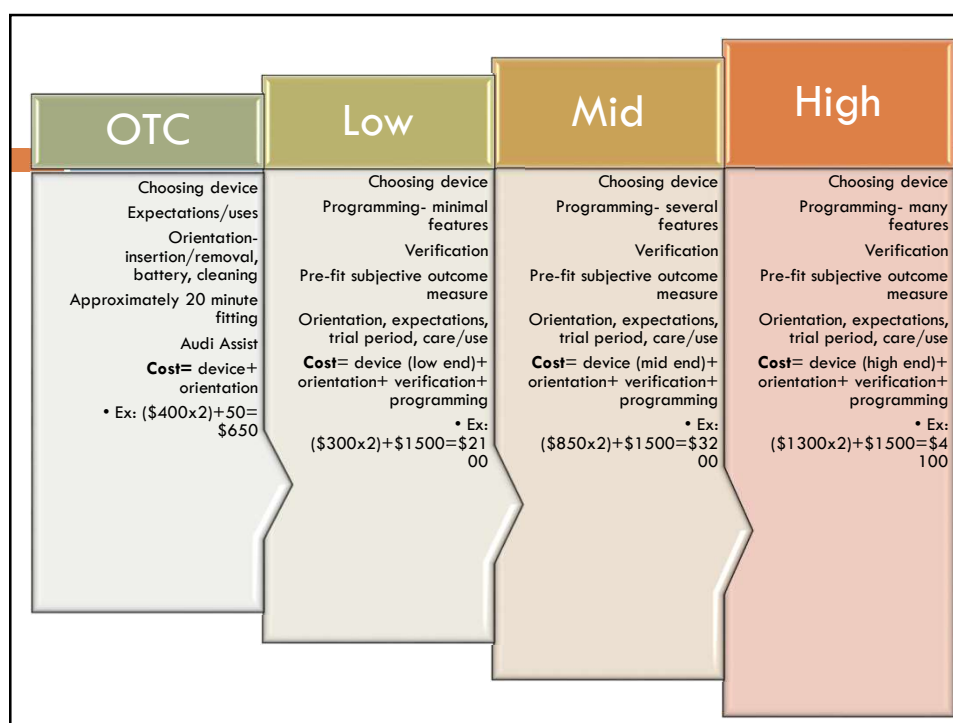 OTC
Choosing device
Expectations/uses
Orientation-
insertion/removal,
battery, cleaning
Approximately 20 minute
fitting
Audi Assist
Cost= device+
orientation
• Ex: ($400x2)+50=
$650
Low
Choosing device
Programming- minimal
features
Verification
Pre-fit subjective outcome
measure
Orientation, expectations,
trial period, care/use
Cost= device (low end)+
orientation+ verification+
programming
• Ex:
($300x2)+$1500=$21
00
Mid
Choosing device
Programming- several
features
Verification
Pre-fit subjective outcome
measure
Orientation, expectations,
trial period, care/use
Cost= device (mid end)+
orientation+ verification+
programming
• Ex:
($850x2)+$1500=$32
00
High
Choosing device
Programming- many
features
Verification
Pre-fit subjective outcome
measure
Orientation, expectations,
trial period, care/use
Cost= device (high end)+
orientation+ verification+
programming
• Ex:
($1300x2)+$1500=$4
100